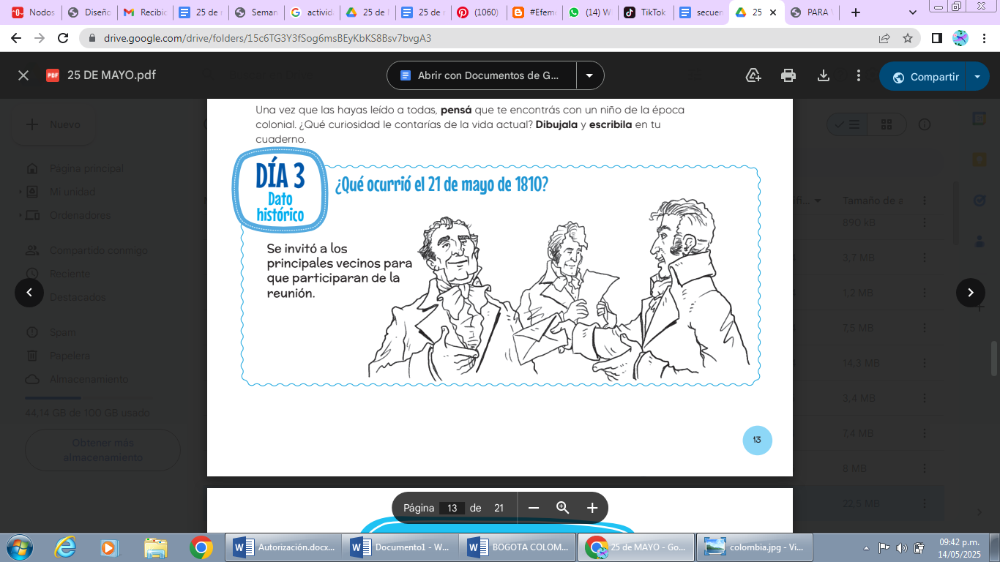 Nodos
Diseño
Recibid
25 de r
Seman
activid
25 de l
25 de r
(1060)
#Efeme
(14) W
TikTok
secuen
25
PARA
drive.google.com/drive/folders/15c6TG3Y3fSog6msBEyKbKS8Bsv7bvgA3
PDF 25 DE MAYO.pdf
Abrir con Documentos de G...
Compartir
Una vez que las hayas leído a todas, pensá que te encontrás con un niño de la época
colonial. ¿Qué curiosidad le contarías de la vida actual? Dibujala y escribila en tu
cuaderno.
DÍA 3
Dato
histórico
¿Qué ocurrió el 21 de mayo de 1810?
Se invitó a los
principales vecinos para
que participaran de la
reunión.
13
Nuevo
Pagina principal
Mi unidad
Ordenadores
Compartido conmigo
Reciente
Destacados
Spam
Papelera
Almacenamiento
44,14 GB de 100 GB usado
Obtener más
almacenamiento
Tamaño de a
890 kB
3,7 MB
1,2 MB
7,5 MB
14,3 MB
3,4 MB
7,4 MB
8 MB
22,5 MB
Página 13 de 21
Autorización.docx...
Documento1 - W...
BOGOTA COLOM...
25 de MAYO - Go...
colombia.jpg - Vi...
09:42 p.m.
14/05/2025